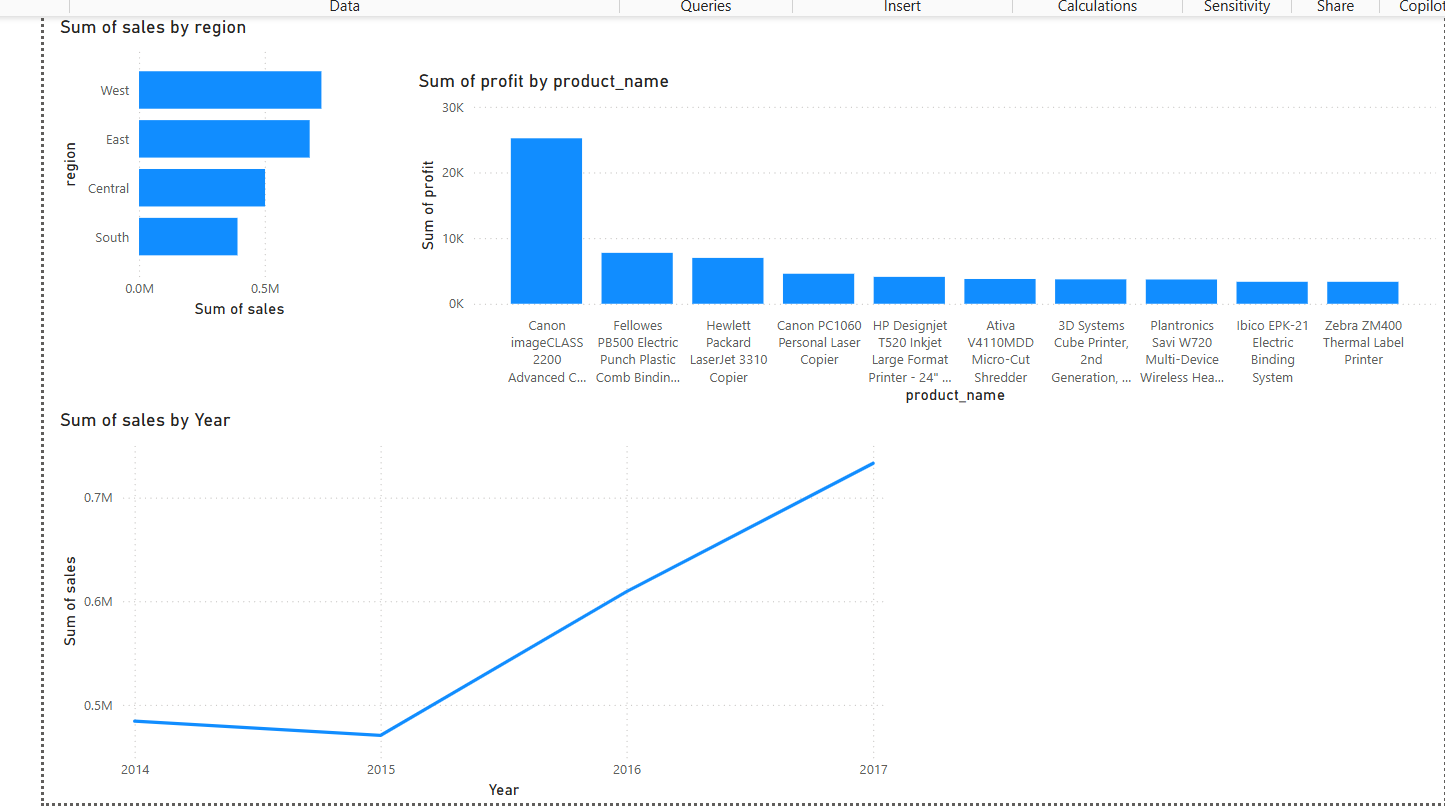 Data
Queries
Insert
Calculations
Sensitivity
Share
Copilot
Sum of sales by region
region
West
East
Central
South
0.0M
0.5M
Sum of sales
Sum of profit by product_name
Sum of profit
30K
20K
10K
0K
Canon
imageCLASS
2200
Advanced C...
Fellowes
PB500 Electric
Punch Plastic
Comb Bindin...
Hewlett
Packard
LaserJet 3310
Copier
Canon PC1060
Personal Laser
Copier
HP Designjet
T520 Inkjet
Large Format
Printer - 24" ...
Ativa
V4110MDD
Micro-Cut
Shredder
3D Systems
Cube Printer,
2nd
Generation, ...
Plantronics
Savi W720
Multi-Device
Wireless Hea...
Ibico EPK-21
Electric
Binding
System
Zebra ZM400
Thermal Label
Printer
product_name
Sum of sales by Year
Sum of sales
0.7M
0.6M
0.5M
2014
2015
2016
2017
Year